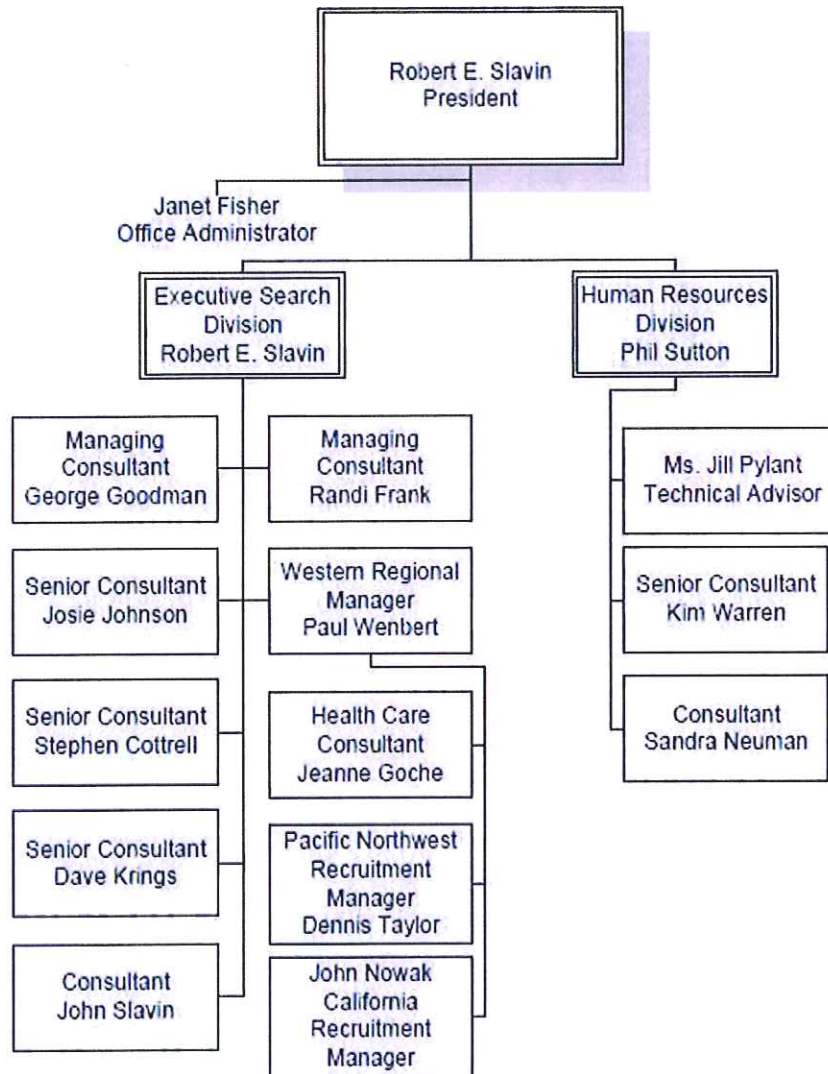 Robert E. Slavin
President
Janet Fisher
Office Administrator
Executive Search
Division
Robert E. Slavin
Human Resources
Division
Phil Sutton
Managing
Consultant
George Goodman
Managing
Consultant
Randi Frank
Ms. Jill Pylant
Technical Advisor
Senior Consultant
Josie Johnson
Western Regional
Manager
Paul Wenbert
Senior Consultant
Kim Warren
Senior Consultant
Stephen Cottrell
Health Care
Consultant
Jeanne Goche
Consultant
Sandra Neuman
Senior Consultant
Dave Krings
Pacific Northwest
Recruitment
Manager
Dennis Taylor
Consultant
John Slavin
John Nowak
California
Recruitment
Manager